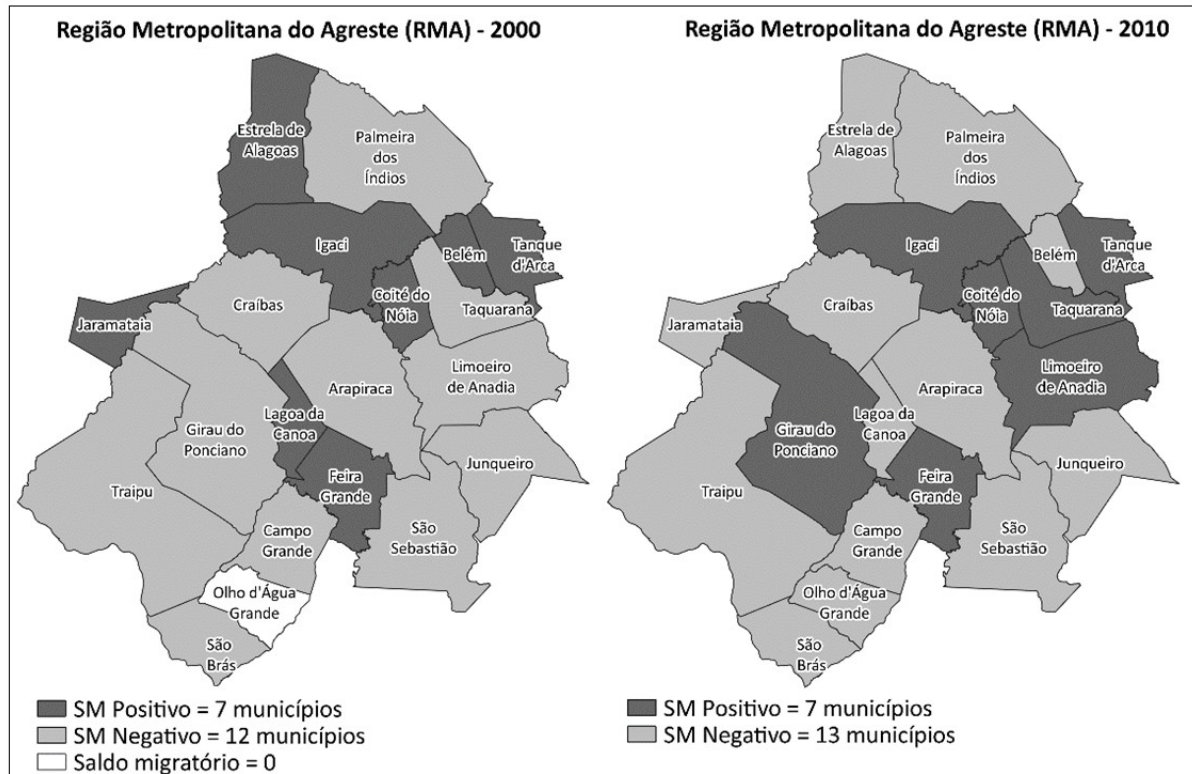 Região Metropolitana do Agreste (RMA) - 2000
Estrela de
Alagoas
Palmeira
dos
Índios
Igaci
Belém
Tanque
d'Arca
Coité do
Nóia
Craíbas
Taquarana
Jaramataia
Limoeiro
de Anadia
Arapiraca
Lagoa da
Canoa
Girau do
Ponciano
Junqueiro
Feira
Grande
Traipu
São
Sebastião
Campo
Grande
Olho d'Água
Grande
São
Brás
SM Positivo = 7 municípios
SM Negativo = 12 municípios
Saldo migratório = 0
Região Metropolitana do Agreste (RMA) - 2010
Estrela de
Alagoas
Palmeira
dos
Índios
Igaci
Belém
Tanque
d'Arca
Coité do
Nóia
Craíbas
Taquarana
Jaramataia
Limoeiro
de Anadia
Arapiraca
Lagoa da
Canoa
Girau do
Ponciano
Junqueiro
Feira
Grande
Traipu
São
Sebastião
Campo
Grande
Olho d'Água
Grande
São
Brás
SM Positivo = 7 municípios
SM Negativo = 13 municípios